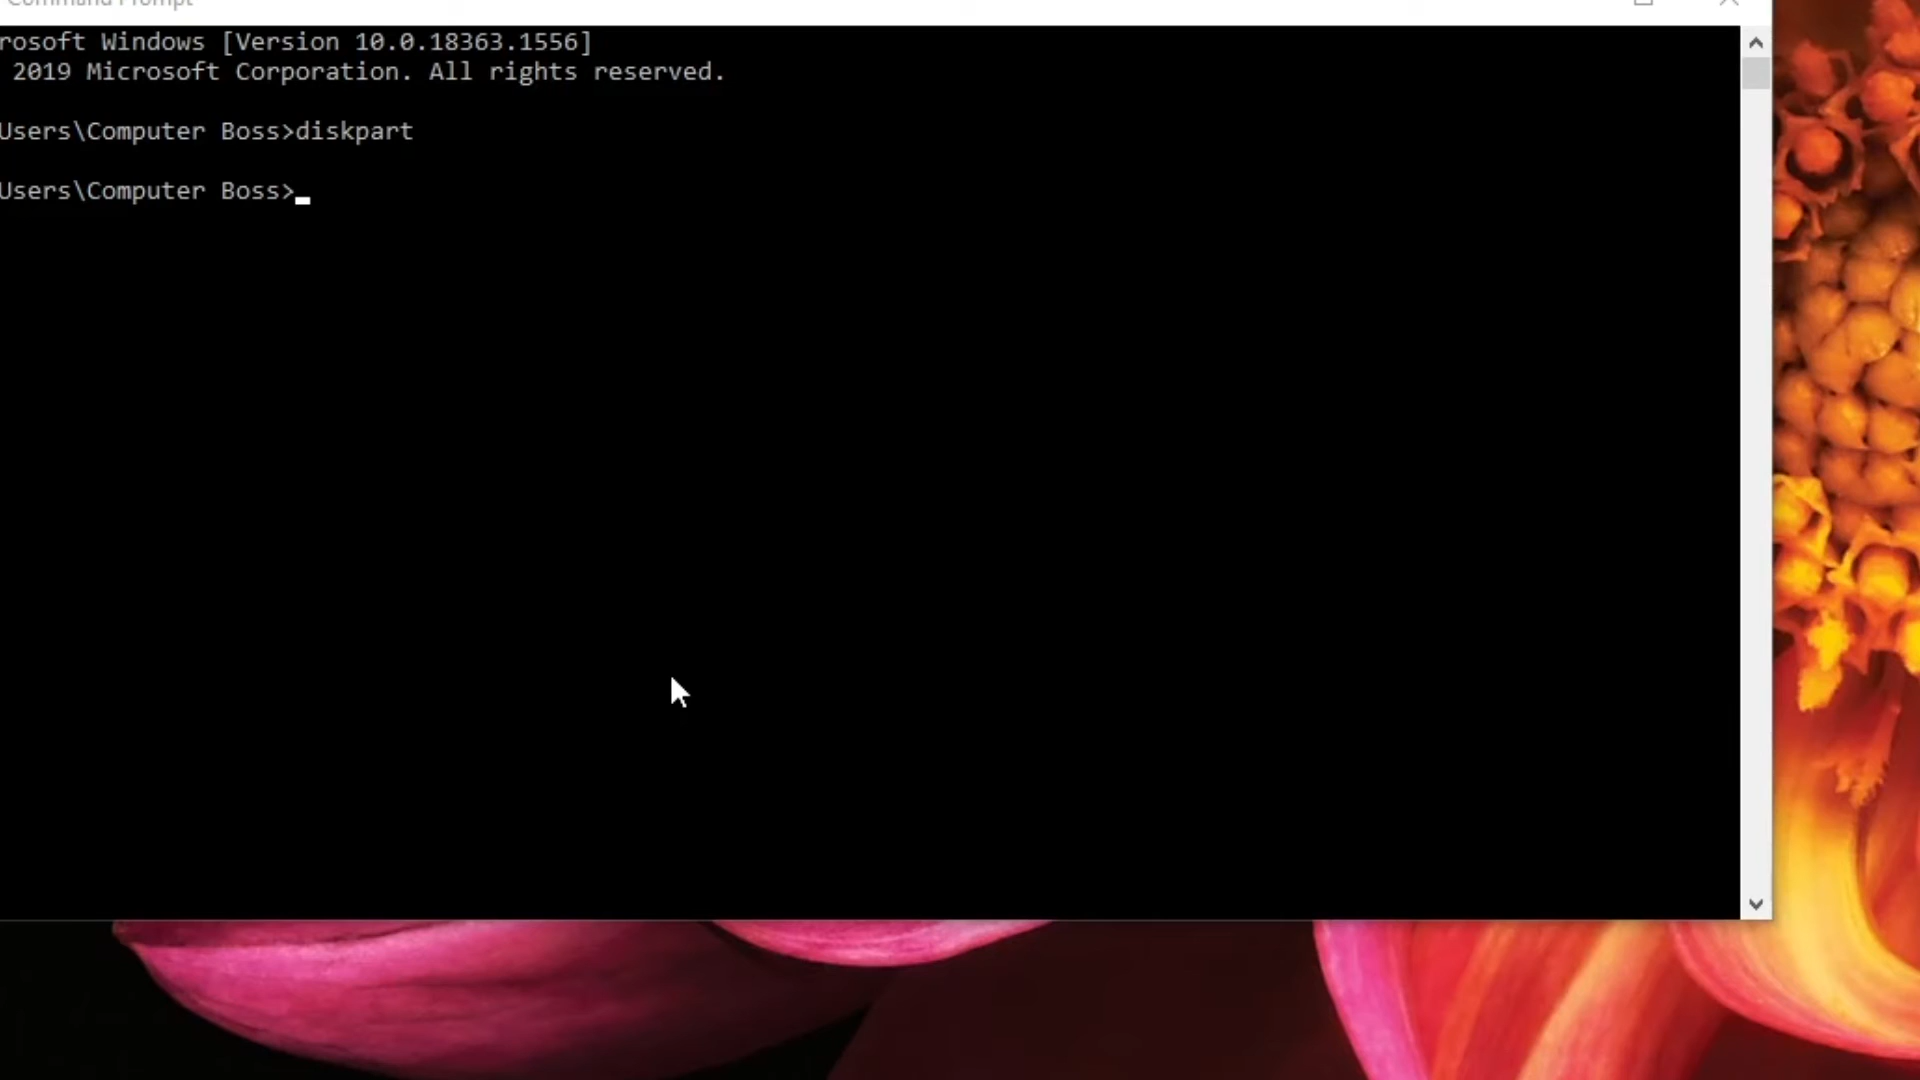 Command Prompt
rosoft Windows [Version 10.0.18363.1556]
2019 Microsoft Corporation. All rights reserved.
Users\Computer Boss>diskpart
Users\Computer Boss>